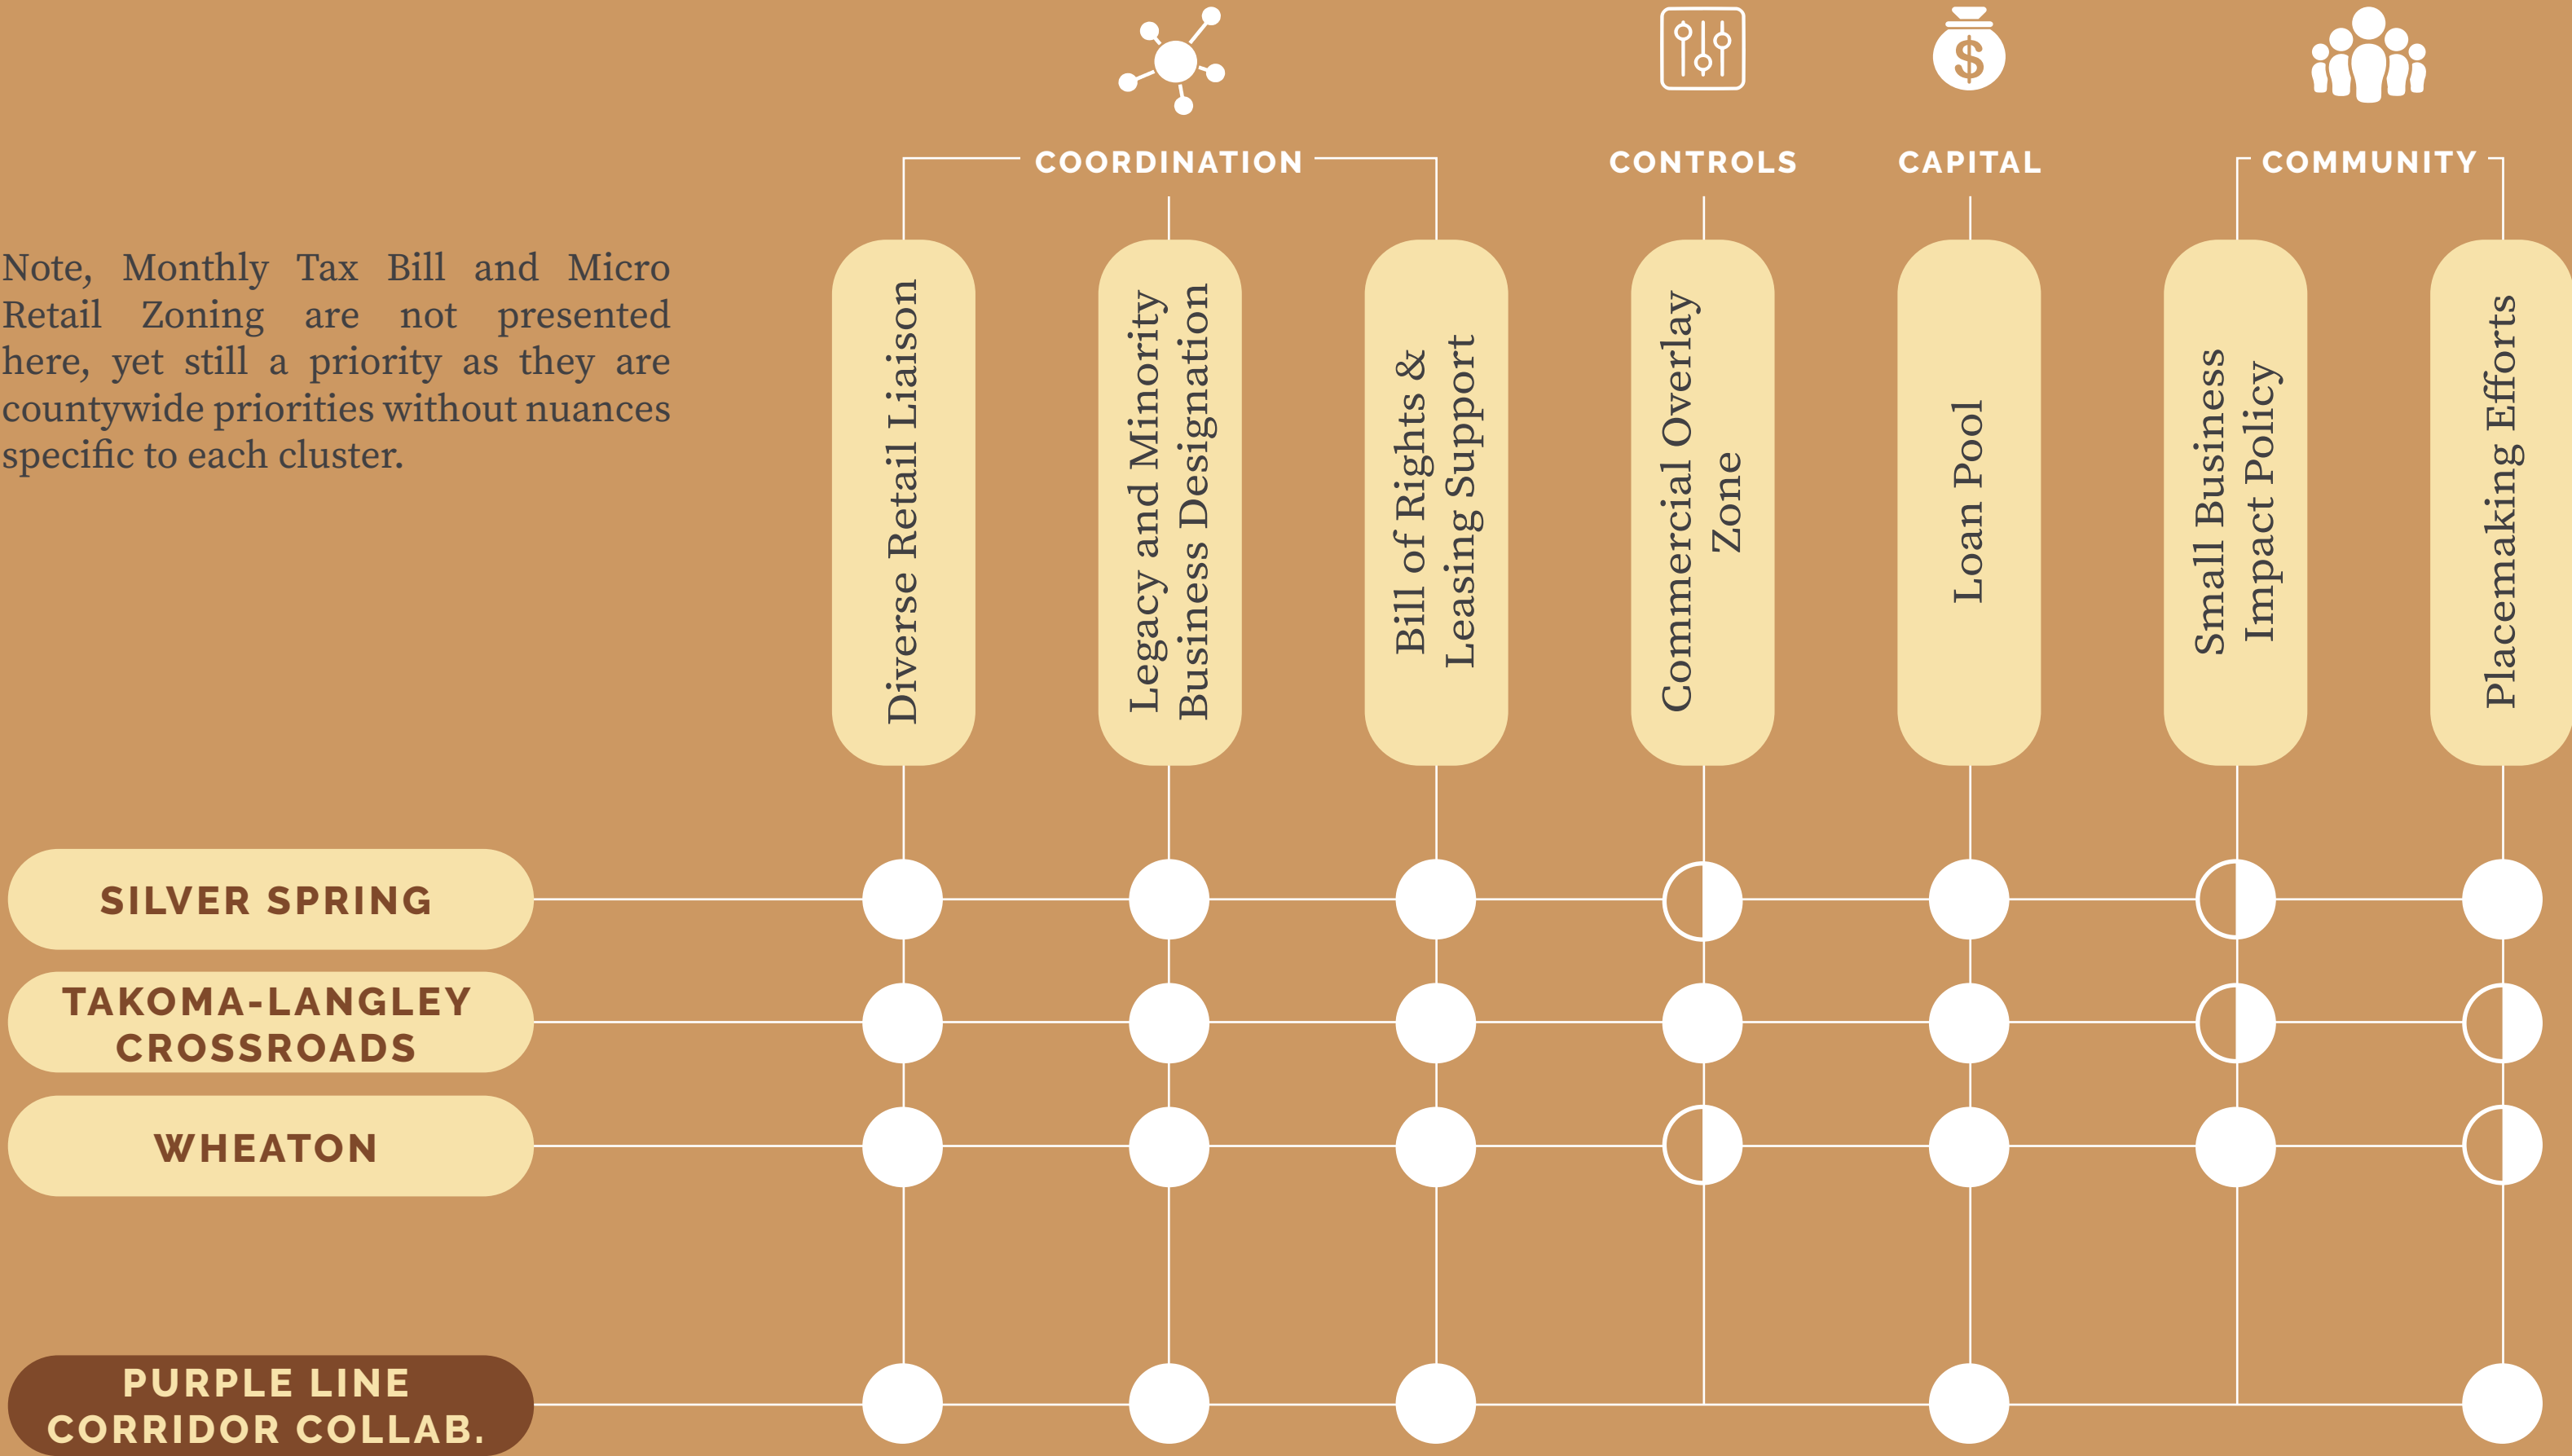 COORDINATION
CONTROLS
CAPITAL
COMMUNITY
Note, Monthly Tax Bill and Micro
Retail Zoning are not presented
here, yet still a priority as they are
countywide priorities without nuances
specific to each cluster.
Diverse Retail Liaison
Legacy and Minority
Business Designation
Bill of Rights &
Leasing Support
Commercial Overlay
Zone
Loan Pool
Small Business
Impact Policy
Placemaking Efforts
SILVER SPRING
TAKOMA-LANGLEY
CROSSROADS
WHEATON
PURPLE LINE
CORRIDOR COLLAB.